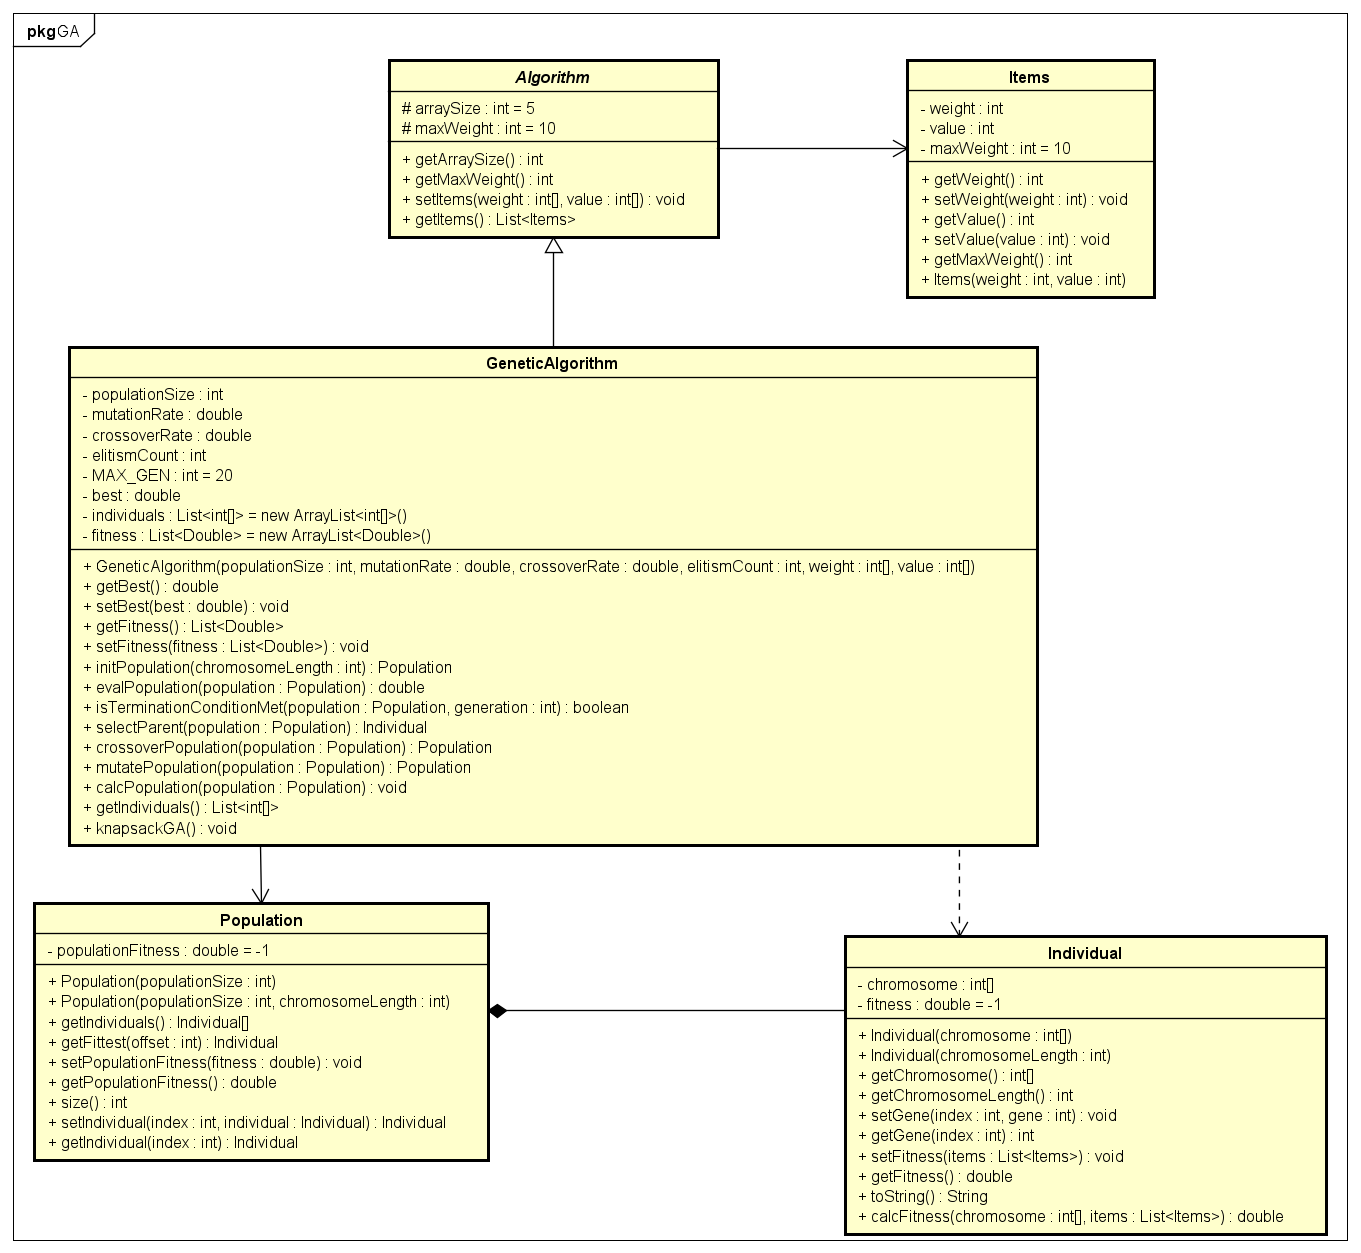 pkg GA
Algorithm
# arraySize : int = 5
# maxWeight : int = 10
+ getArraySize() : int
+ getMaxWeight() : int
+ setItems(weight : int[], value : int[]) : void
+ getItems() : List<Items>
Items
- weight : int
- value : int
- maxWeight : int = 10
+ getWeight() : int
+ setWeight(weight : int) : void
+ getValue() : int
+ setValue(value : int) : void
+ getMaxWeight() : int
+ Items(weight : int, value : int)
GeneticAlgorithm
- populationSize : int
- mutationRate : double
- crossoverRate : double
- elitismCount : int
- MAX_GEN : int = 20
- best : double
- individuals : List<int[]> = new ArrayList<int[]>()
- fitness : List<Double> = new ArrayList<Double>()
+ GeneticAlgorithm(populationSize : int, mutationRate : double, crossoverRate : double, elitismCount : int, weight : int[], value : int[])
+ getBest() : double
+ setBest(best : double) : void
+ getFitness() : List<Double>
+ setFitness(fitness : List<Double>) : void
+ initPopulation(chromosomeLength : int) : Population
+ evalPopulation(population : Population) : double
+ isTerminationConditionMet(population : Population, generation : int) : boolean
+ selectParent(population : Population) : Individual
+ crossoverPopulation(population : Population) : Population
+ mutatePopulation(population : Population) : Population
+ calcPopulation(population : Population) : void
+ getIndividuals() : List<int[]>
+ knapsackGA() : void
Population
- populationFitness : double = -1
+ Population(populationSize : int)
+ Population(populationSize : int, chromosomeLength : int)
+ getIndividuals() : Individual[]
+ getFittest(offset : int) : Individual
+ setPopulationFitness(fitness : double) : void
+ getPopulationFitness() : double
+ size() : int
+ setIndividual(index : int, individual : Individual) : Individual
+ getIndividual(index : int) : Individual
Individual
- chromosome : int[]
- fitness : double = -1
+ Individual(chromosome : int[])
+ Individual(chromosomeLength : int)
+ getChromosome() : int[]
+ getChromosomeLength() : int
+ setGene(index : int, gene : int) : void
+ getGene(index : int) : int
+ setFitness(items : List<Items>) : void
+ getFitness() : double
+ toString() : String
+ calcFitness(chromosome : int[], items : List<Items>) : double